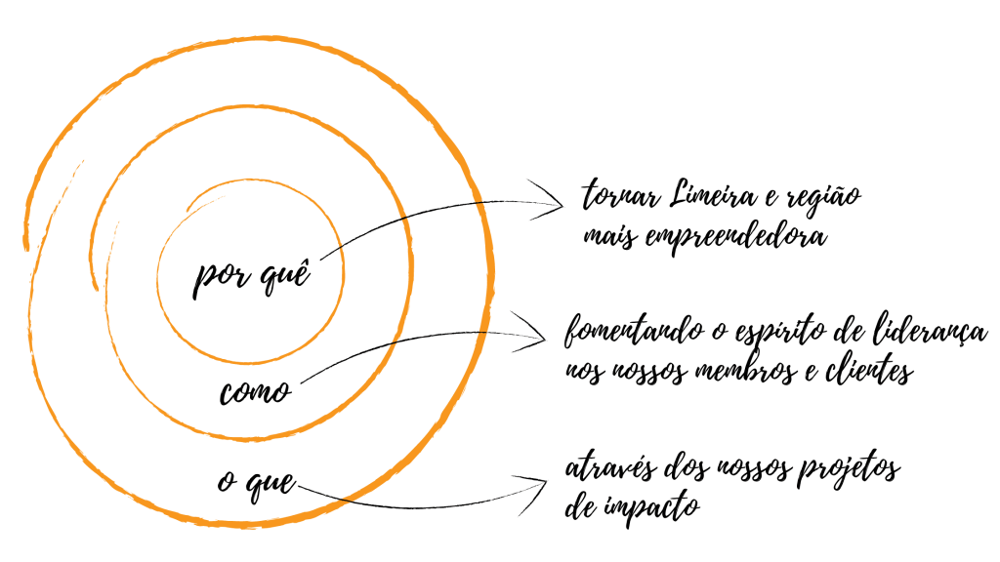 por quê
tornar Limeira e região
mais empreendedora
como
fomentando o espírito de liderança
nos nossos membros e clientes
o que
através dos nossos projetos
de impacto